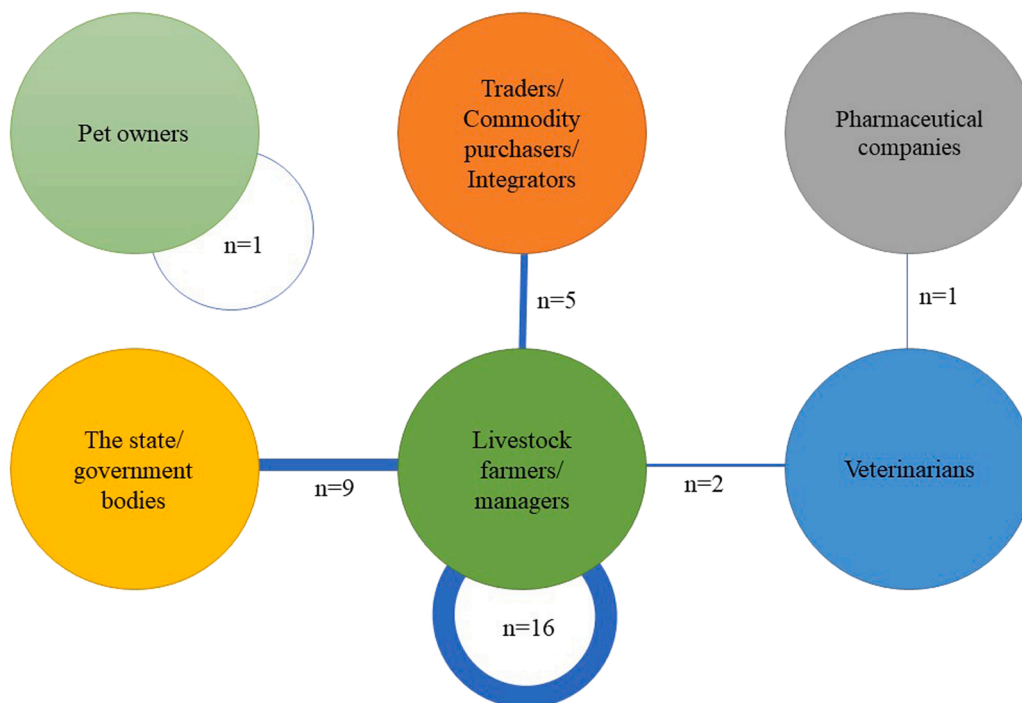 Pet owners
n=1
Traders/
Commodity
purchasers/
Integrators
n=5
Pharmaceutical
companies
n=1
The state/
government
bodies
n=9
Livestock
farmers/
managers
n=2
Veterinarians
n=16